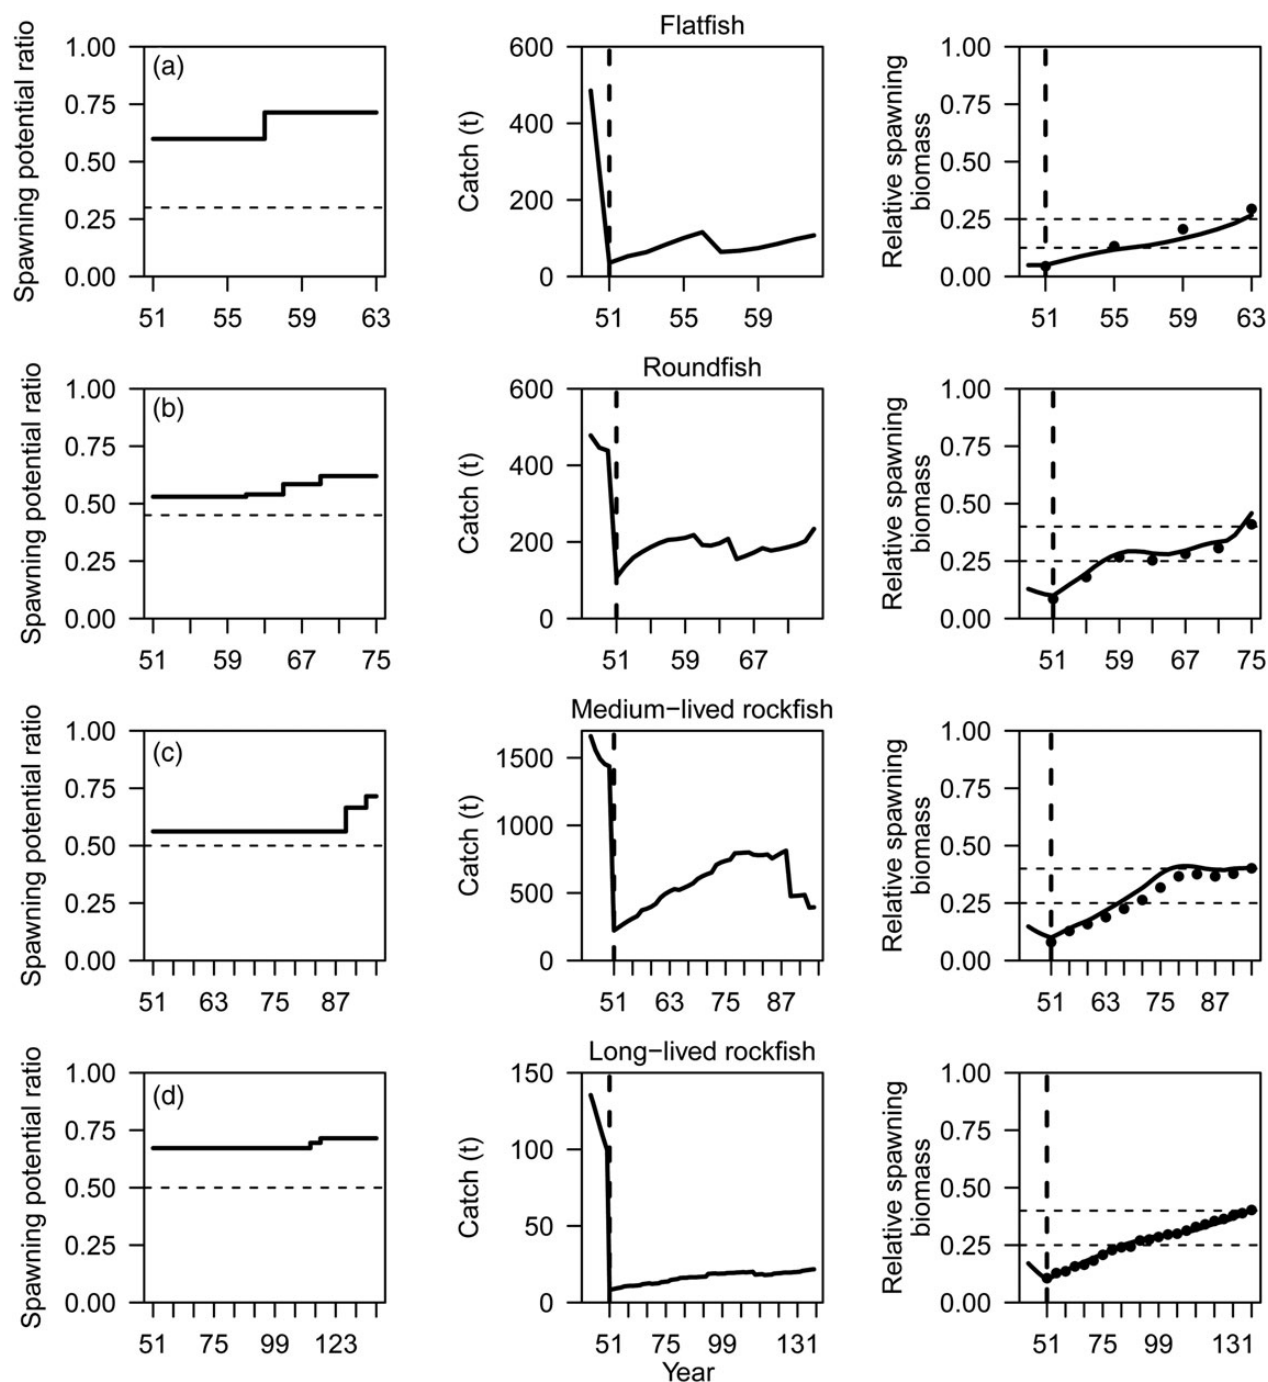 Flatfish
Spawning potential ratio
1.00
0.75
0.50
0.25
0.00
(a)
51 55 59 63
Catch (t)
600
400
200
0
51 55 59
Relative spawning
biomass
1.00
0.75
0.50
0.25
0.00
51 55 59 63
Roundfish
Spawning potential ratio
1.00
0.75
0.50
0.25
0.00
(b)
51 59 67 75
Catch (t)
600
400
200
0
51 59 67
Relative spawning
biomass
1.00
0.75
0.50
0.25
0.00
51 59 67 75
Medium−lived rockfish
Spawning potential ratio
1.00
0.75
0.50
0.25
0.00
(c)
51 63 75 87
Catch (t)
1500
1000
500
0
51 63 75 87
Relative spawning
biomass
1.00
0.75
0.50
0.25
0.00
51 63 75 87
Long−lived rockfish
Spawning potential ratio
1.00
0.75
0.50
0.25
0.00
(d)
51 75 99 123
Catch (t)
150
100
50
0
51 75 99 131
Relative spawning
biomass
1.00
0.75
0.50
0.25
0.00
51 75 99 131
Year